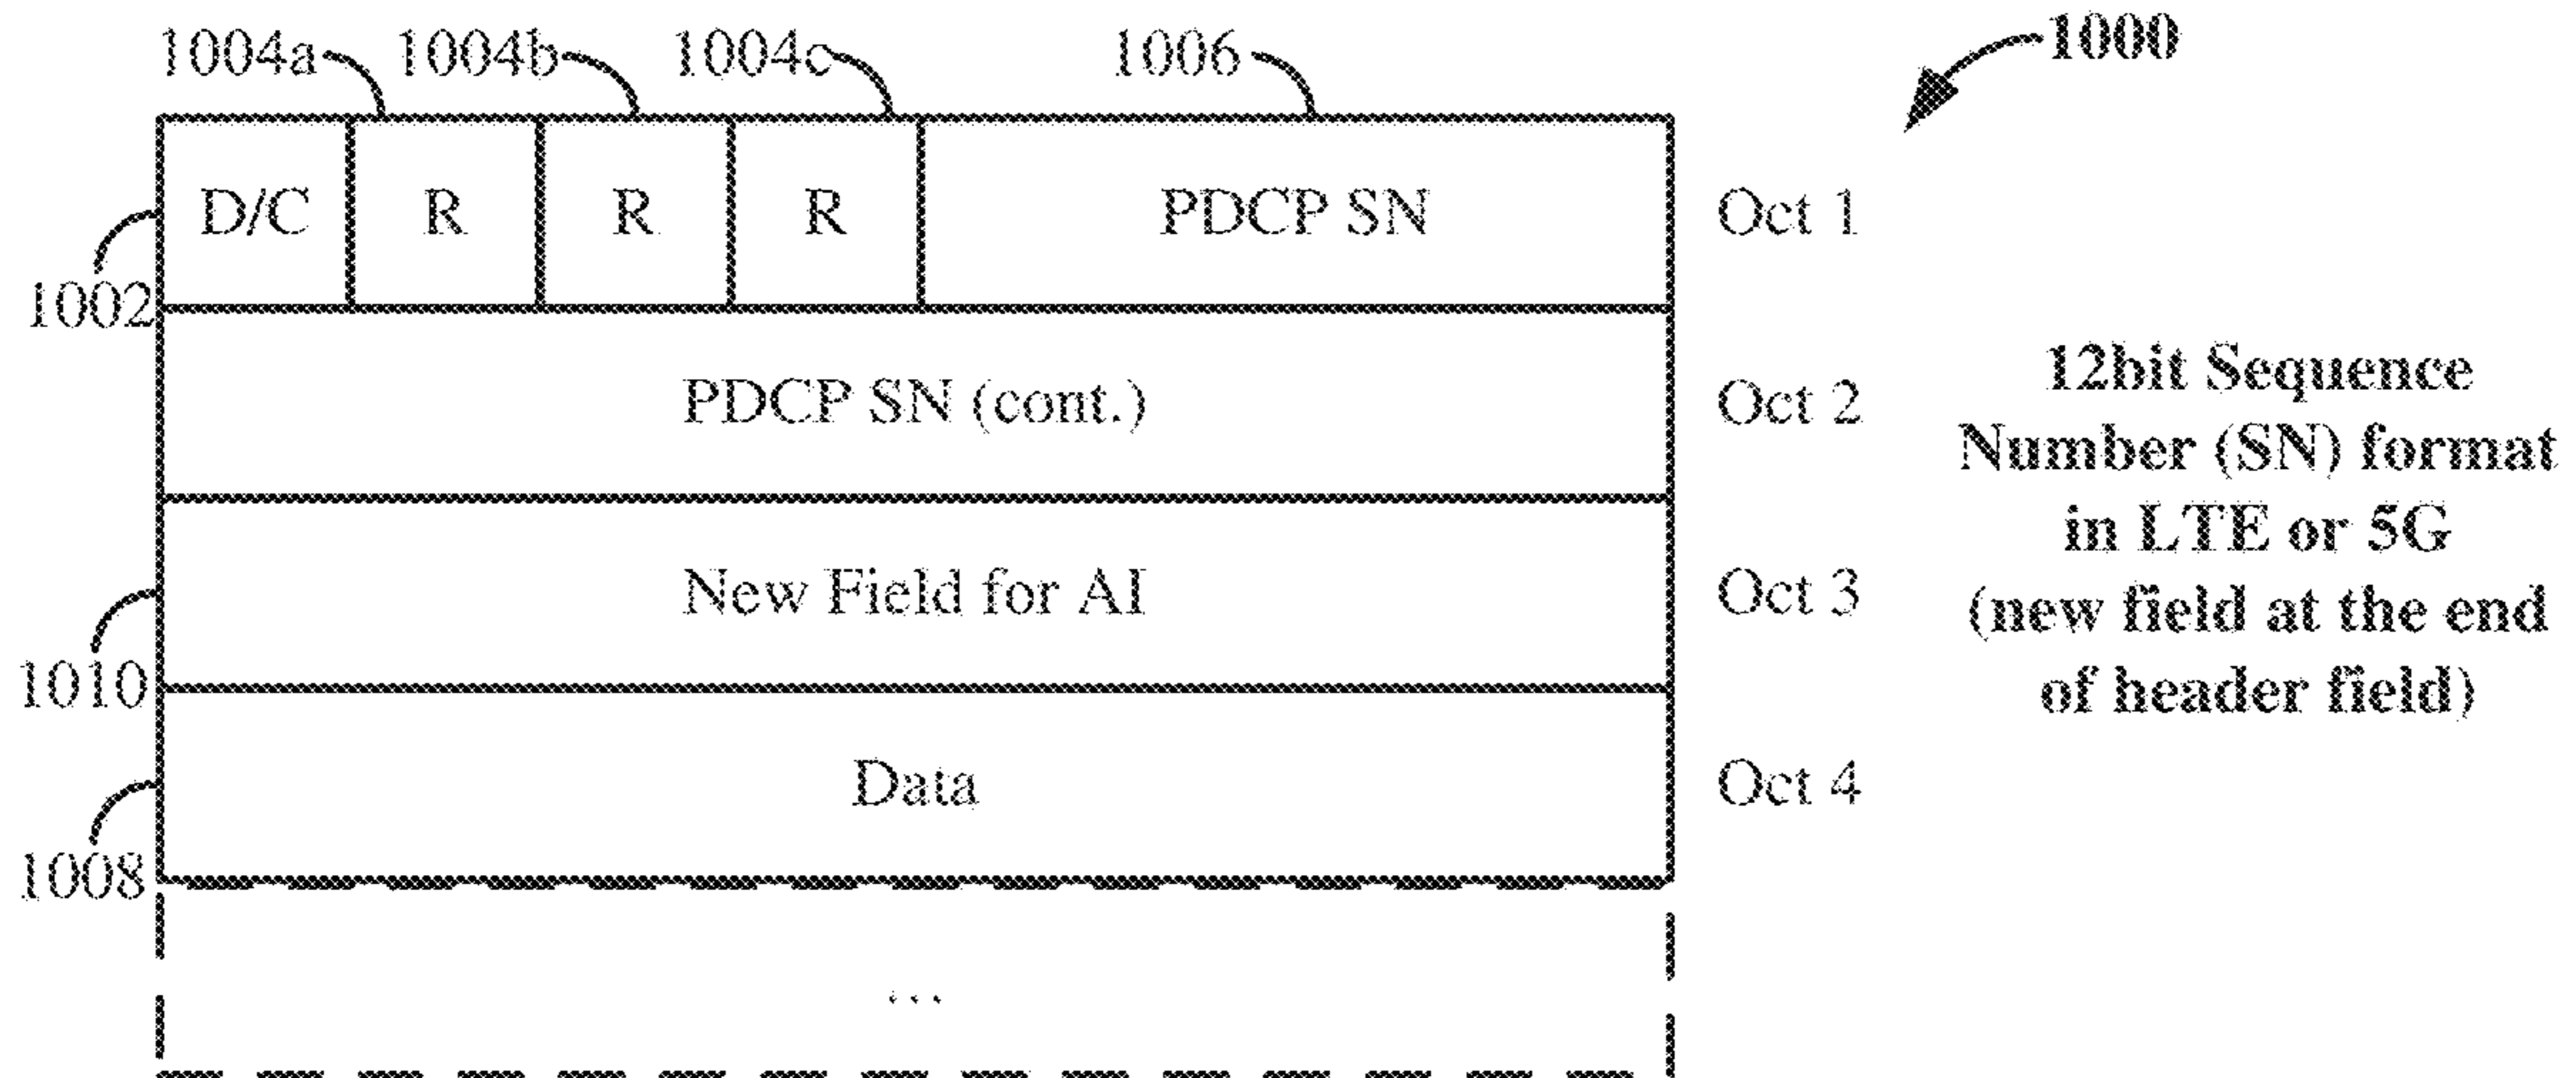 1004a 1004b 1004c 1006 1000
D/C R R R PDCP SN Oct 1
1002
PDCP SN (cont.) Oct 2
New Field for AI Oct 3
1010
Data Oct 4
1008
...
12bit Sequence
Number (SN) format
in LTE or 5G
(new field at the end
of header field)